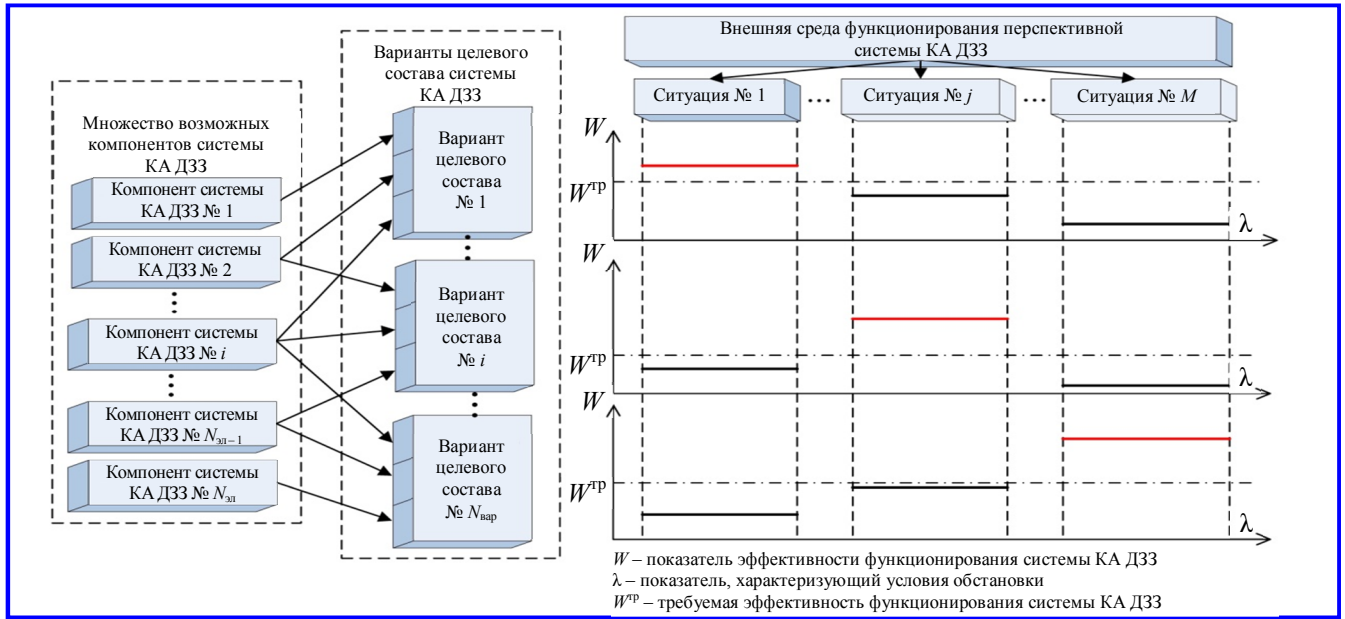 Множество возможных
компонентов системы
КА ДЗЗ
Компонент системы
КА ДЗЗ № 1
Компонент системы
КА ДЗЗ № 2
Компонент системы
КА ДЗЗ № i
Компонент системы
КА ДЗЗ № Nэл – 1
Компонент системы
КА ДЗЗ № Nэл
Варианты целевого
состава системы
КА ДЗЗ
Вариант
целевого
состава
№ 1
Вариант
целевого
состава
№ i
Вариант
целевого
состава
№ Nвар
Внешняя среда функционирования перспективной
системы КА ДЗЗ
Ситуация № 1
...
Ситуация № j
...
Ситуация № M
W
Wтр
λ
W
Wтр
λ
W
Wтр
λ
W – показатель эффективности функционирования системы КА ДЗЗ
λ – показатель, характеризующий условия обстановки
Wтр – требуемая эффективность функционирования системы КА ДЗЗ